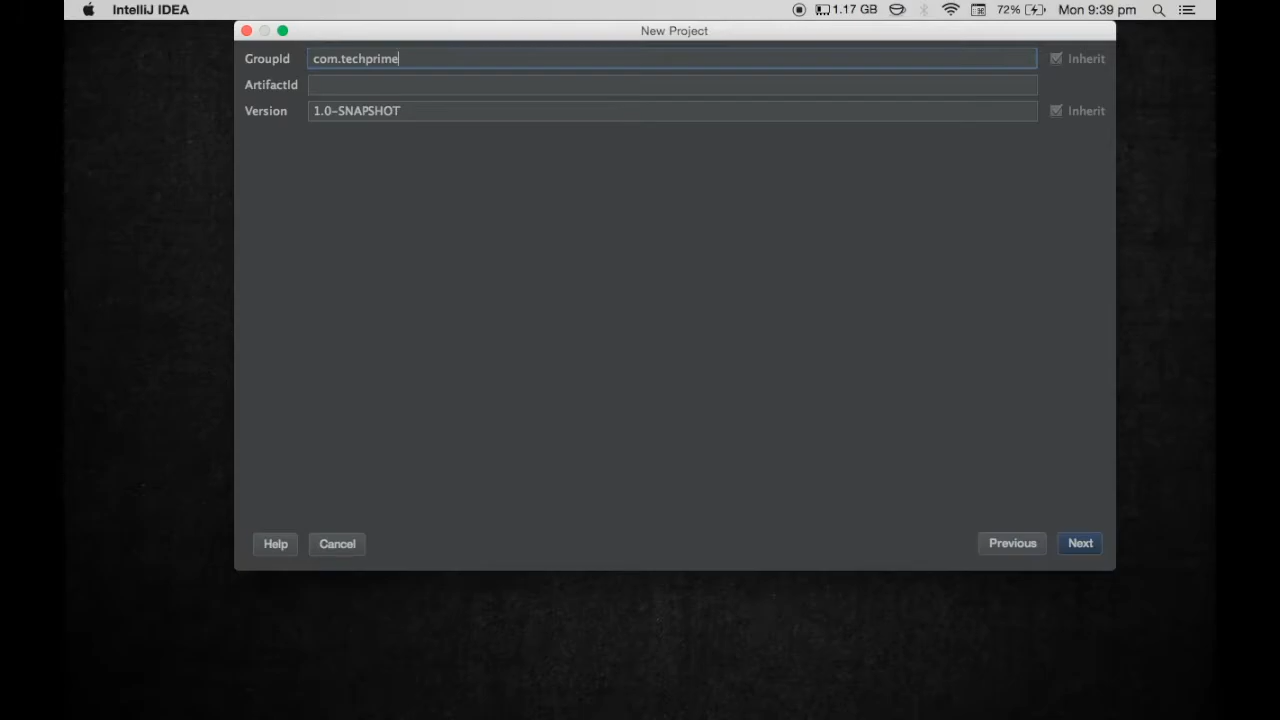 IntelliJ IDEA 1.17 GB 72% Mon 9:39 pm
New Project
GroupId com.techprime Inherit
ArtifactId
Version 1.0-SNAPSHOT Inherit
Help Cancel Previous Next